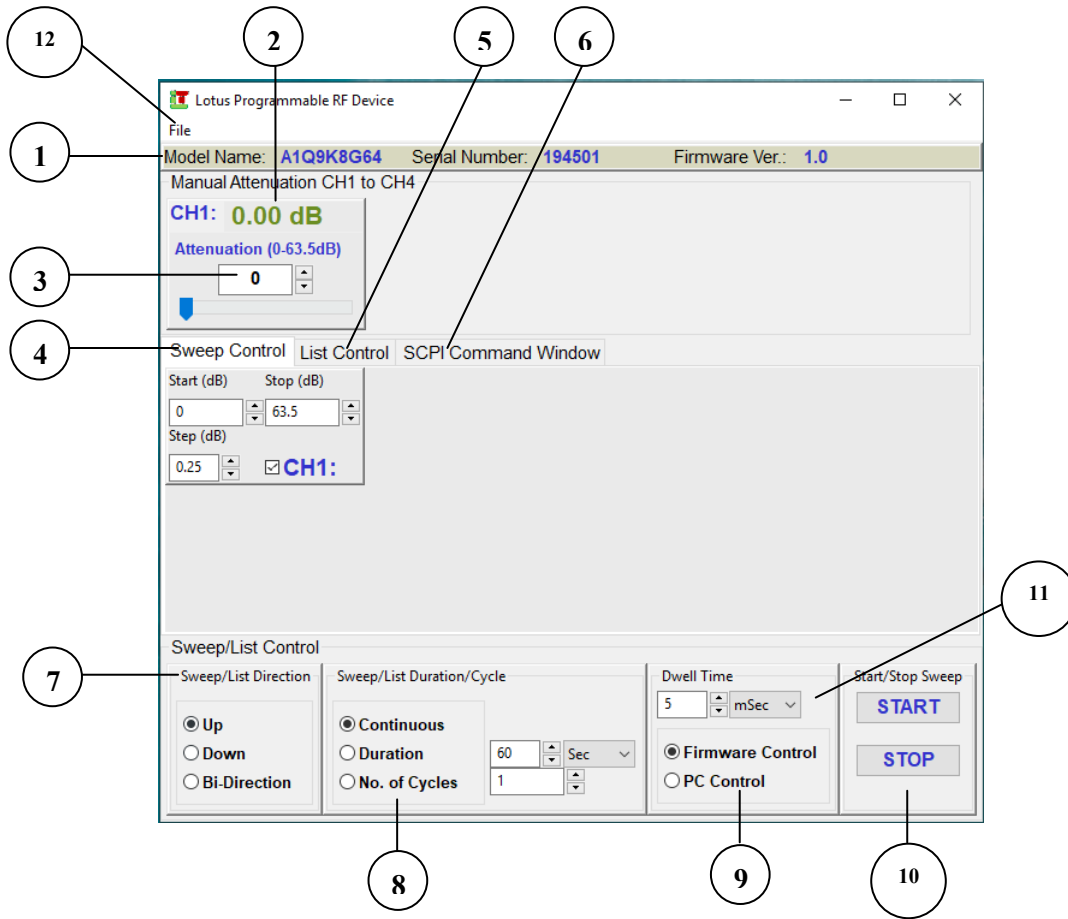 12
2
5
6
Lotus Programmable RF Device
File
1
Model Name: A1Q9K8G64 Serial Number: 194501 Firmware Ver.: 1.0
Manual Attenuation CH1 to CH4
CH1: 0.00 dB
Attenuation (0-63.5dB)
3
0
4
Sweep Control List Control SCPI Command Window
Start (dB) Stop (dB)
0 63.5
Step (dB)
0.25 CH1:
11
Sweep/List Control
7
Sweep/List Direction Sweep/List Duration/Cycle Dwell Time Start/Stop Sweep
5 mSec START
Up Continuous
Down Duration 60 Sec Firmware Control STOP
Bi-Direction No. of Cycles 1 PC Control
8
9
10